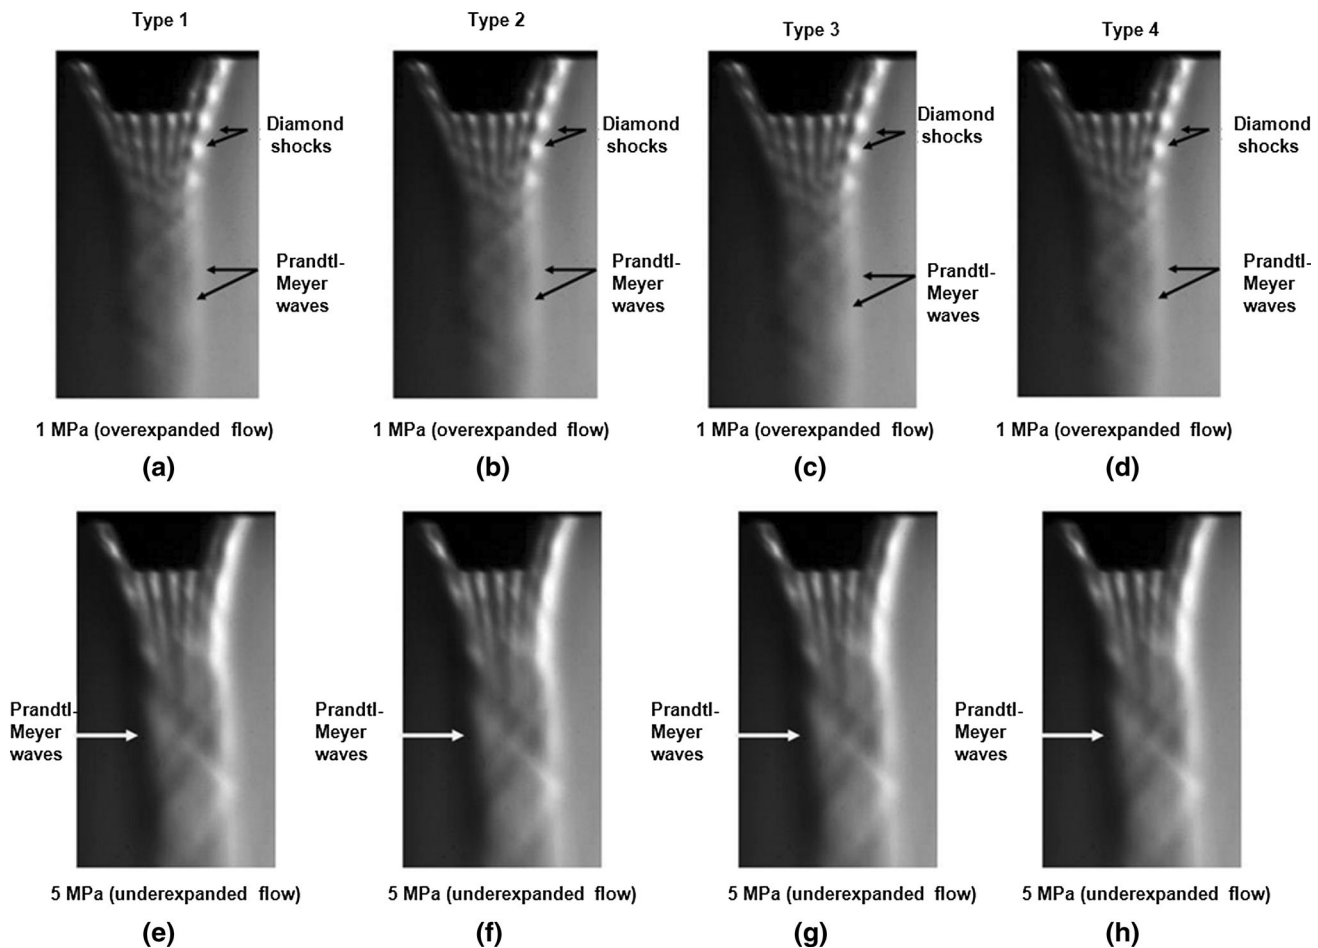 Type 1
Type 2
Type 3
Type 4
Diamond
shocks
Prandtl-
Meyer
waves
Diamond
shocks
Prandtl-
Meyer
waves
Diamond
shocks
Prandtl-
Meyer
waves
Diamond
shocks
Prandtl-
Meyer
waves
1 MPa (overexpanded flow)
1 MPa (overexpanded flow)
1 MPa (overexpanded flow)
1 MPa (overexpanded flow)
(a)
(b)
(c)
(d)
Prandtl-
Meyer
waves
Prandtl-
Meyer
waves
Prandtl-
Meyer
waves
Prandtl-
Meyer
waves
5 MPa (underexpanded flow)
5 MPa (underexpanded flow)
5 MPa (underexpanded flow)
5 MPa (underexpanded flow)
(e)
(f)
(g)
(h)